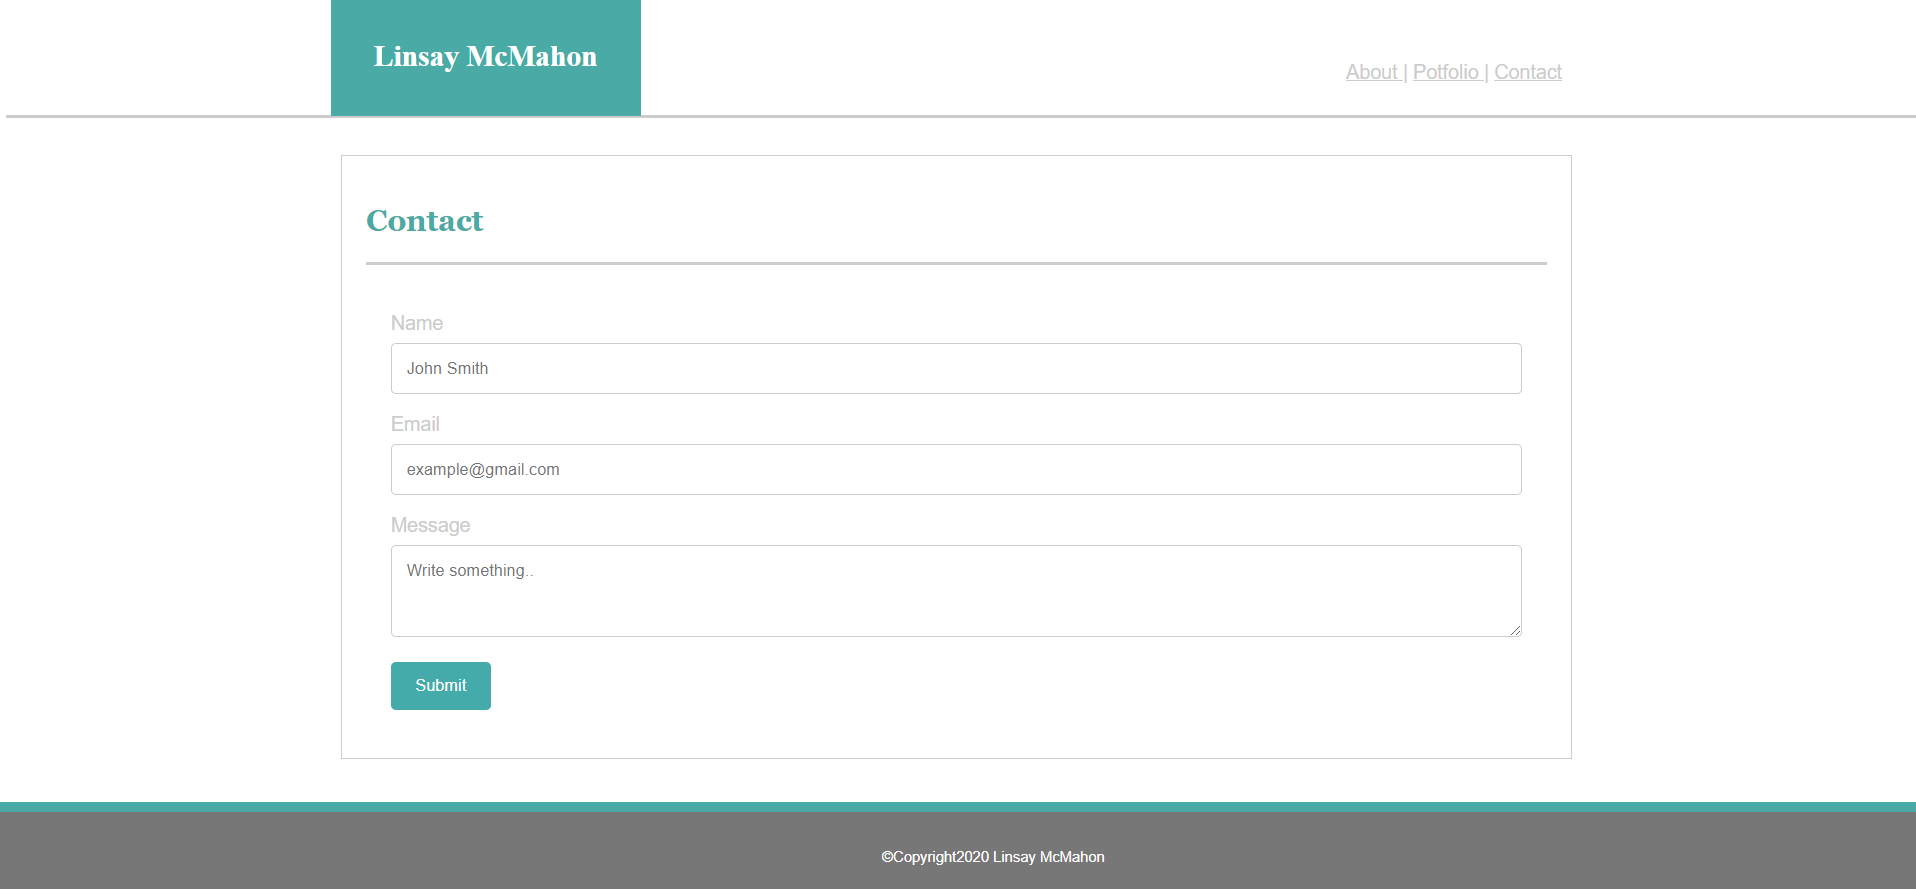 Linsay McMahon
About | Potfolio | Contact
Contact
Name
John Smith
Email
example@gmail.com
Message
Write something..
Submit
©Copyright2020 Linsay McMahon